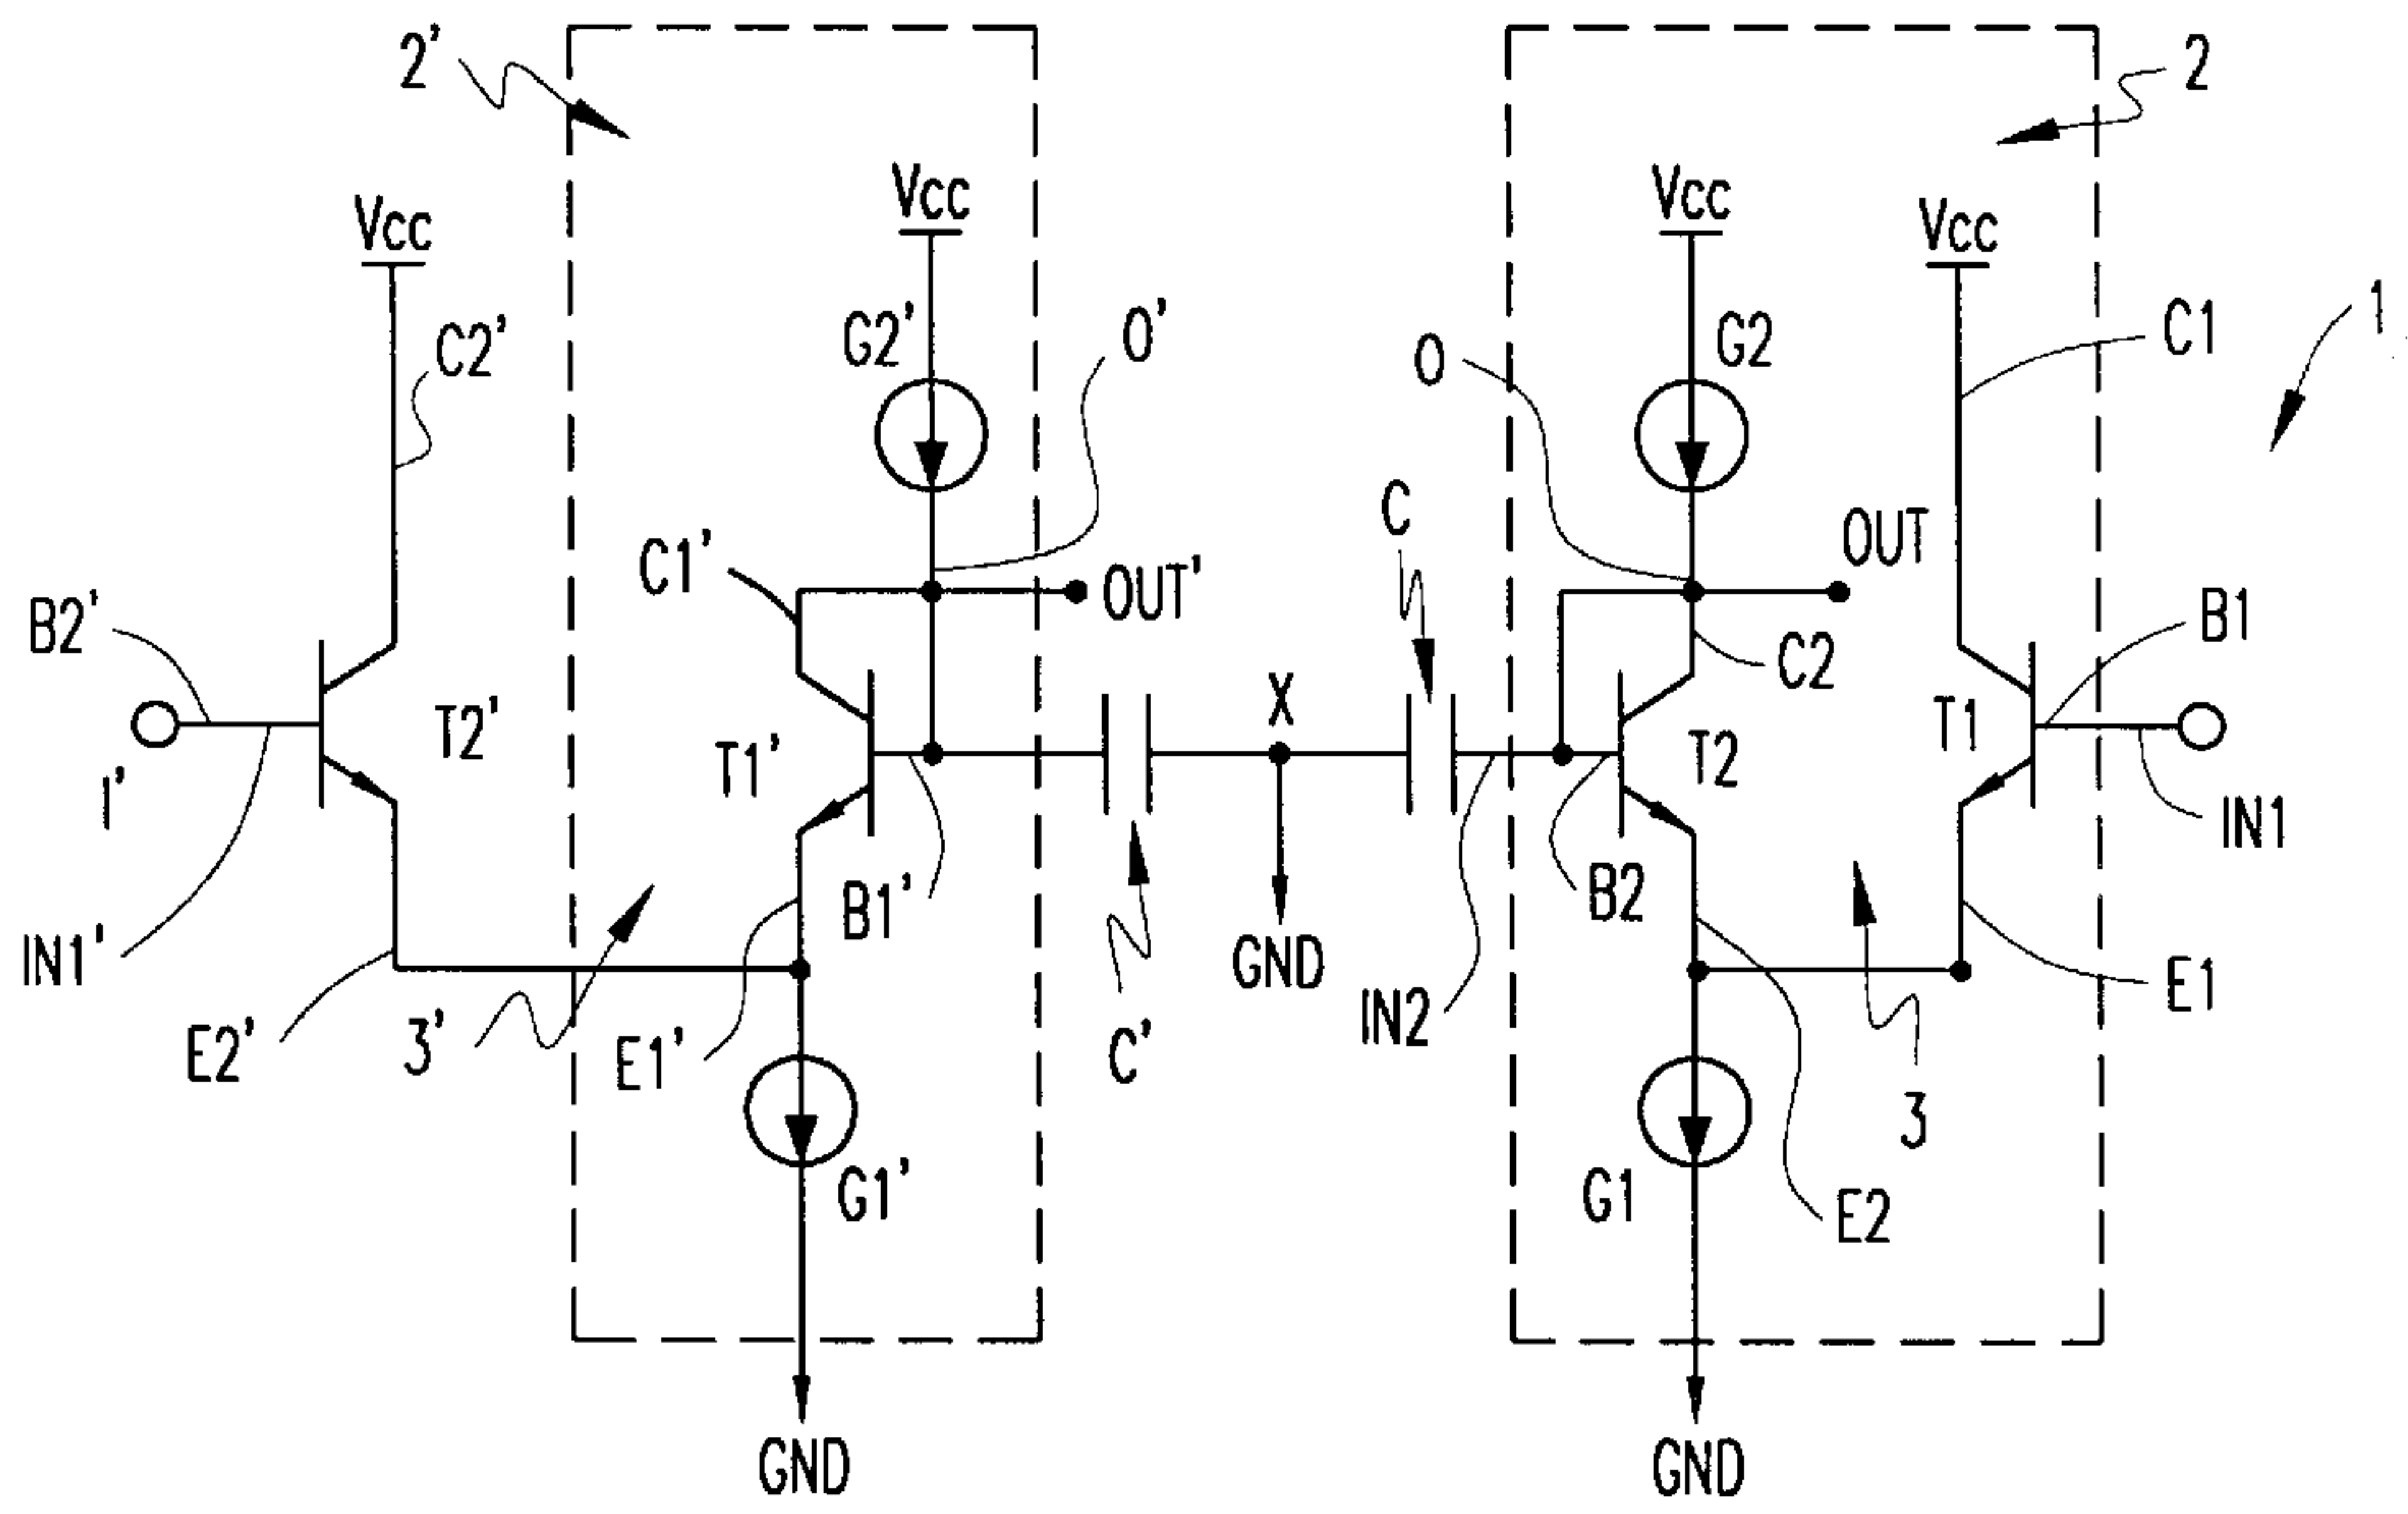 2'
2
Vcc
Vcc
Vcc
Vcc
G2'
O'
O
G2
C1
1
C2'
C
OUT
C1'
OUT'
B2'
B1
X
C2
T2'
T1'
T2
T1
1'
IN1
B1'
B2
IN1'
GND
IN2
E1
E2'
3'
E1'
C'
3
G1'
G1
E2
GND
GND